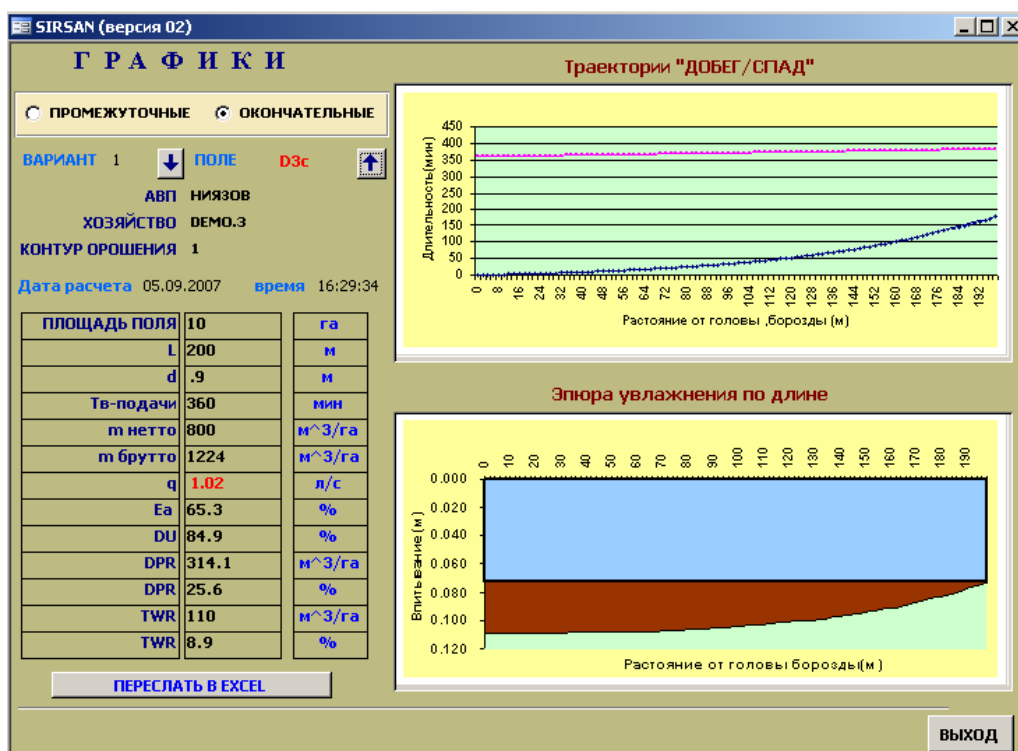 SIRSAN (версия 02)
Г Р А Ф И К И
ПРОМЕЖУТОЧНЫЕ ОКОНЧАТЕЛЬНЫЕ
ВАРИАНТ 1 ПОЛЕ D3c
АВП НИЯЗОВ
ХОЗЯЙСТВО DEMO.3
КОНТУР ОРОШЕНИЯ 1
Дата расчета 05.09.2007 время 16:29:34
ПЛОЩАДЬ ПОЛЯ 10 га
L 200 м
d .9 м
Тв-подачи 360 мин
m нетто 800 м^3/га
m брутто 1224 м^3/га
q 1.02 л/с
Ea 65.3 %
DU 84.9 %
DPR 314.1 м^3/га
DPR 25.6 %
TWR 110 м^3/га
TWR 8.9 %
ПЕРЕСЛАТЬ В EXCEL
Траектории "ДОБЕГ/СПАД"
Длительность(мин)
450
400
350
300
250
200
150
100
50
0
0 8 16 24 32 40 48 56 64 72 80 88 96 104 112 120 128 136 144 152 160 168 176 184 192
Растояние от головы ,борозды (м)
Эпюра увлажнения по длине
0 10 20 30 40 50 60 70 80 90 100 110 120 130 140 150 160 170 180 190
Впитывание(м)
0.000
0.020
0.040
0.060
0.080
0.100
0.120
Растояние от головы борозды(м)
ВЫХОД